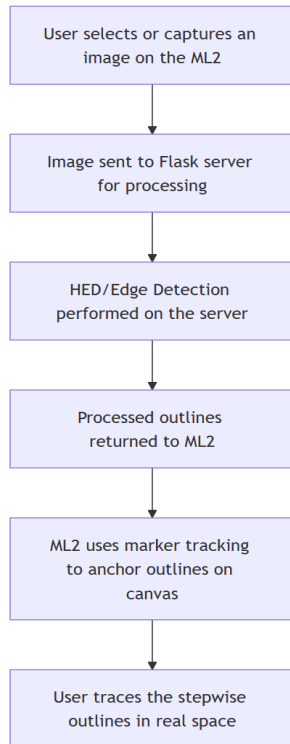 User selects or captures an
image on the ML2
Image sent to Flask server
for processing
HED/Edge Detection
performed on the server
Processed outlines
returned to ML2
ML2 uses marker tracking
to anchor outlines on
canvas
User traces the stepwise
outlines in real space